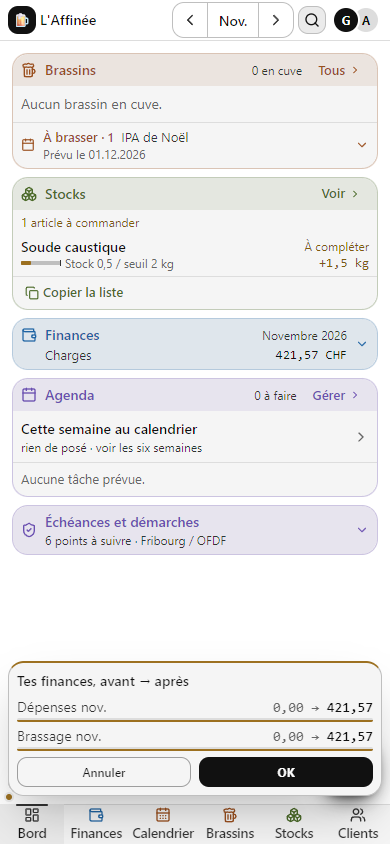 L'Affinée
Nov.
G A
Brassins 0 en cuve Tous
Aucun brassin en cuve.
À brasser · 1 IPA de Noël
Prévu le 01.12.2026
Stocks Voir
1 article à commander
Soude caustique À compléter
Stock 0,5 / seuil 2 kg +1,5 kg
Copier la liste
Finances Novembre 2026
Charges 421,57 CHF
Agenda 0 à faire Gérer
Cette semaine au calendrier
rien de posé · voir les six semaines
Aucune tâche prévue.
Échéances et démarches
6 points à suivre · Fribourg / OFDF
Tes finances, avant → après
Dépenses nov. 0,00 → 421,57
Brassage nov. 0,00 → 421,57
Annuler OK
Bord Finances Calendrier Brassins Stocks Clients